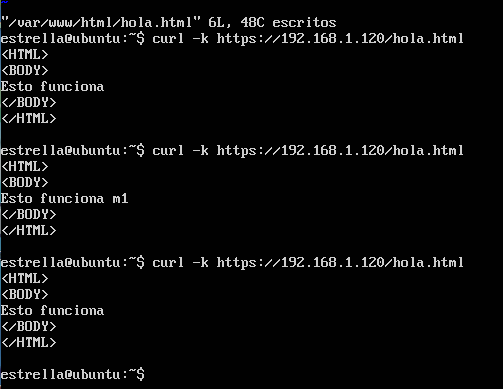 "/var/www/html/hola.html" 6L, 48C escritos
estrella@ubuntu:~$ curl -k https://192.168.1.120/hola.html
<HTML>
<BODY>
Esto funciona
</BODY>
</HTML>
estrella@ubuntu:~$ curl -k https://192.168.1.120/hola.html
<HTML>
<BODY>
Esto funciona m1
</BODY>
</HTML>
estrella@ubuntu:~$ curl -k https://192.168.1.120/hola.html
<HTML>
<BODY>
Esto funciona
</BODY>
</HTML>
estrella@ubuntu:~$